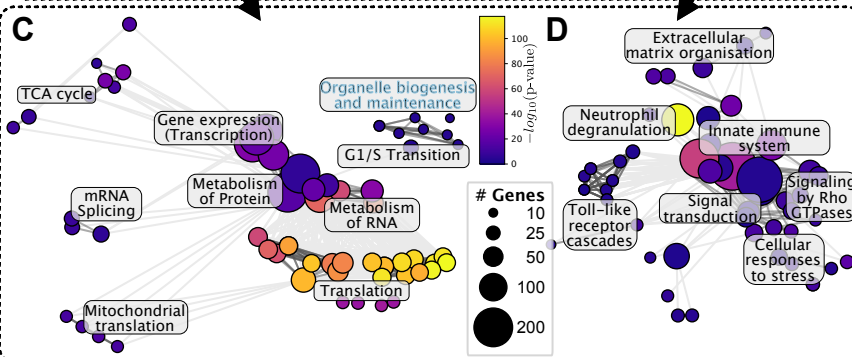 C
TCA cycle
Gene expression
(Transcription)
Organelle biogenesis
and maintenance
G1/S Transition
mRNA
Splicing
Metabolism
of Protein
Metabolism
of RNA
Translation
Mitochondrial
translation
100
80
60
40
20
0
−log₁₀(p-value)
# Genes
10
25
50
100
200
D
Extracellular
matrix organisation
Neutrophil
degranulation
Innate immune
system
Toll-like
receptor
cascades
Signal
transduction
Signaling
by Rho
GTPases
Cellular
responses
to stress